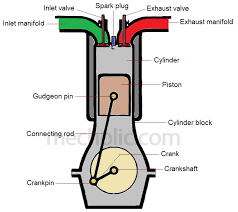 Inlet valve
Spark plug
Exhaust valve
Inlet manifold
Exhaust manifold
Cylinder
Piston
Gudgeon pin
Cylinder block
Connecting rod
Crank
Crankshaft
Crankpin